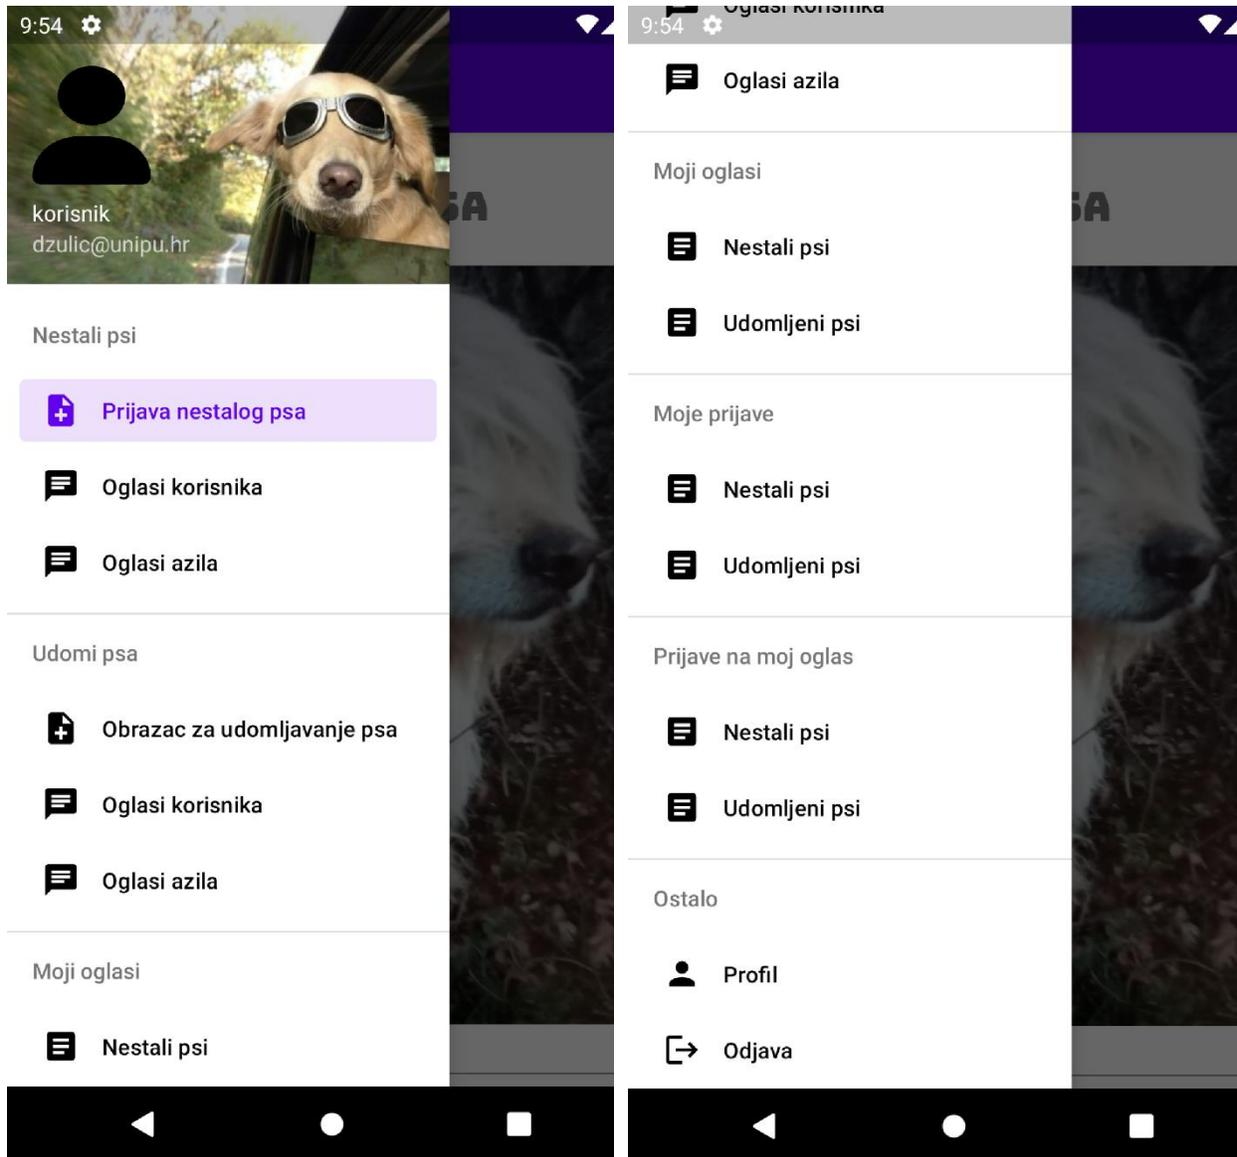 9:54
korisnik
dzulic@unipu.hr
Nestali psi
Prijava nestalog psa
Oglasi korisnika
Oglasi azila
Udomi psa
Obrazac za udomljavanje psa
Oglasi korisnika
Oglasi azila
Moji oglasi
Nestali psi
Oglasi korisnika
9:54
Oglasi azila
Moji oglasi
Nestali psi
Udomljeni psi
Moje prijave
Nestali psi
Udomljeni psi
Prijave na moj oglas
Nestali psi
Udomljeni psi
Ostalo
Profil
Odjava